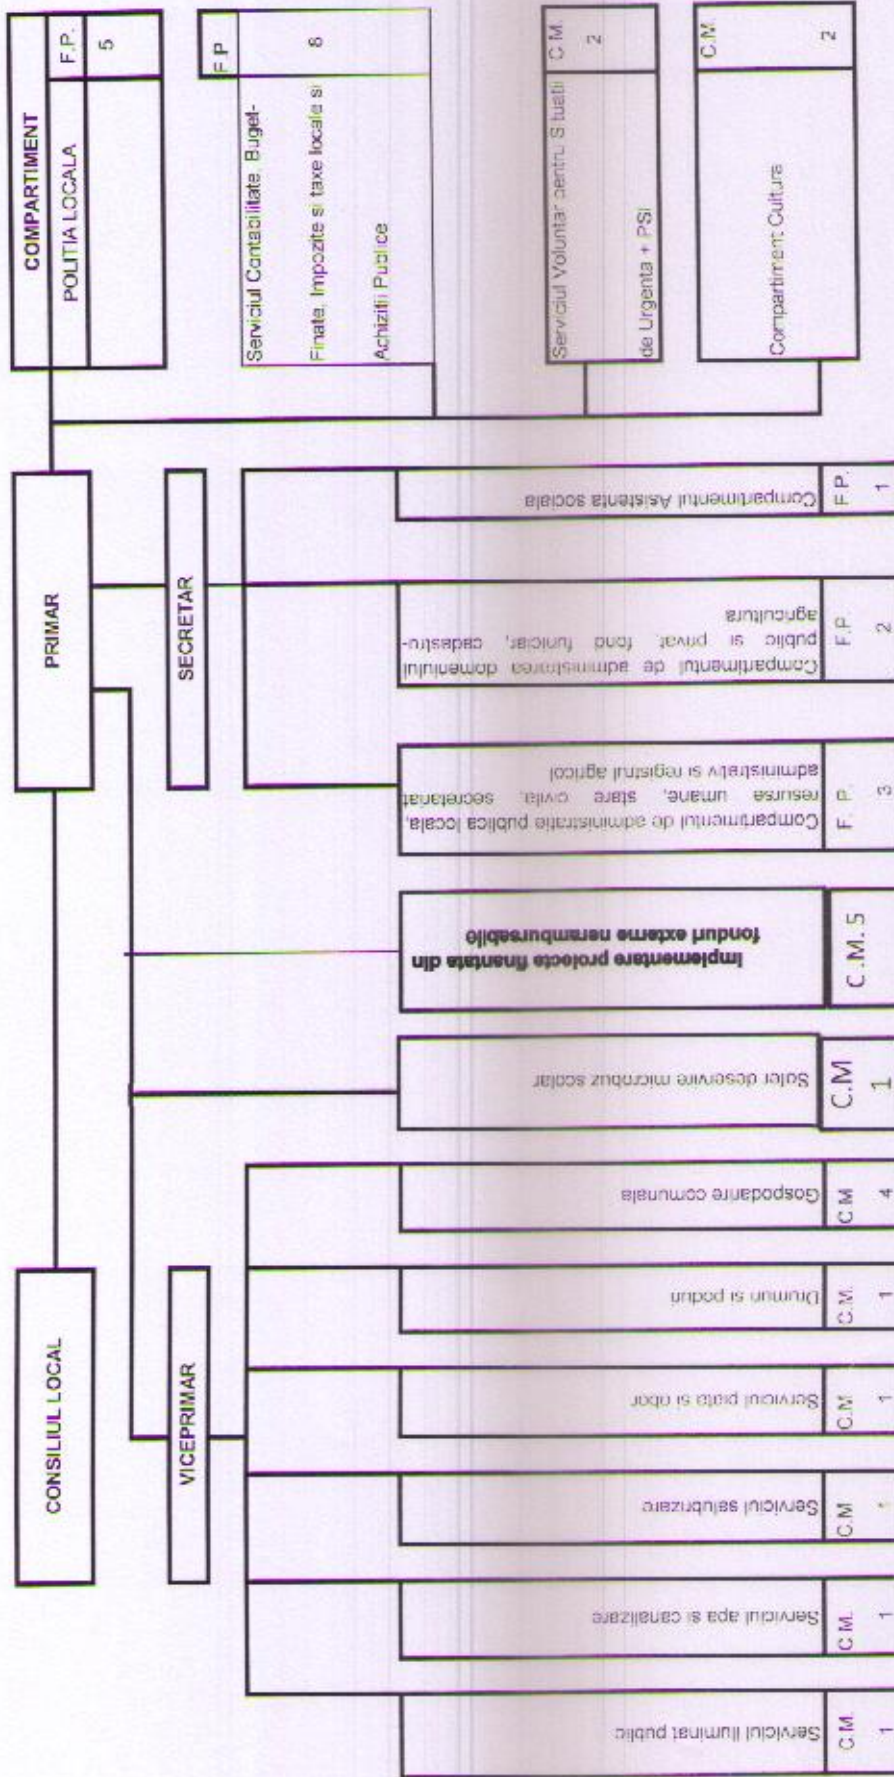 CONSILIUL LOCAL
PRIMAR
COMPARTIMENT
POLITIA LOCALA
F.P.
5
VICEPRIMAR
SECRETAR
F.P
8
Serviciul Contabilitate, Buget-
Finate, Impozite si taxe locale si
Achizitii Publice
Serviciul Voluntar pentru Situatii
de Urgenta + PSI
C.M.
2
Compartiment Cultura
C.M.
2
Serviciul Iluminat public
C.M.
1
Serviciul apa si canalizare
C.M.
1
Serviciul salubrizare
C.M
Serviciul piata si obor
C.M
1
Drumuri si poduri
C.M.
1
Gospodarire comunala
C.M
4
Sofer deservire microbuz scolar
C.M
1
Implementare proiecte finantate din
fonduri externe nerambursabile
C.M. 5
Compartimentul de administratie publica locala,
resurse umane, stare civila, secretariat
administrativ si registrul agricol
F. P.
3
Compartimentul de administrarea domeniului
public si privat, fond funiciar, cadastru-
agricultura
F.P
2
Compartimentul Asistenta sociala
F.P.
1